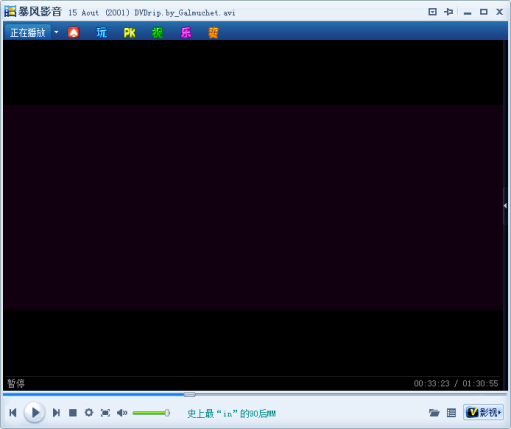 暴风影音 15 Aout (2001) DVDrip.by_Galmuchet.avi
正在播放 玩 PK 视 乐
暂停 00:33:23 / 01:30:55
史上最“in”的90后MM 影视